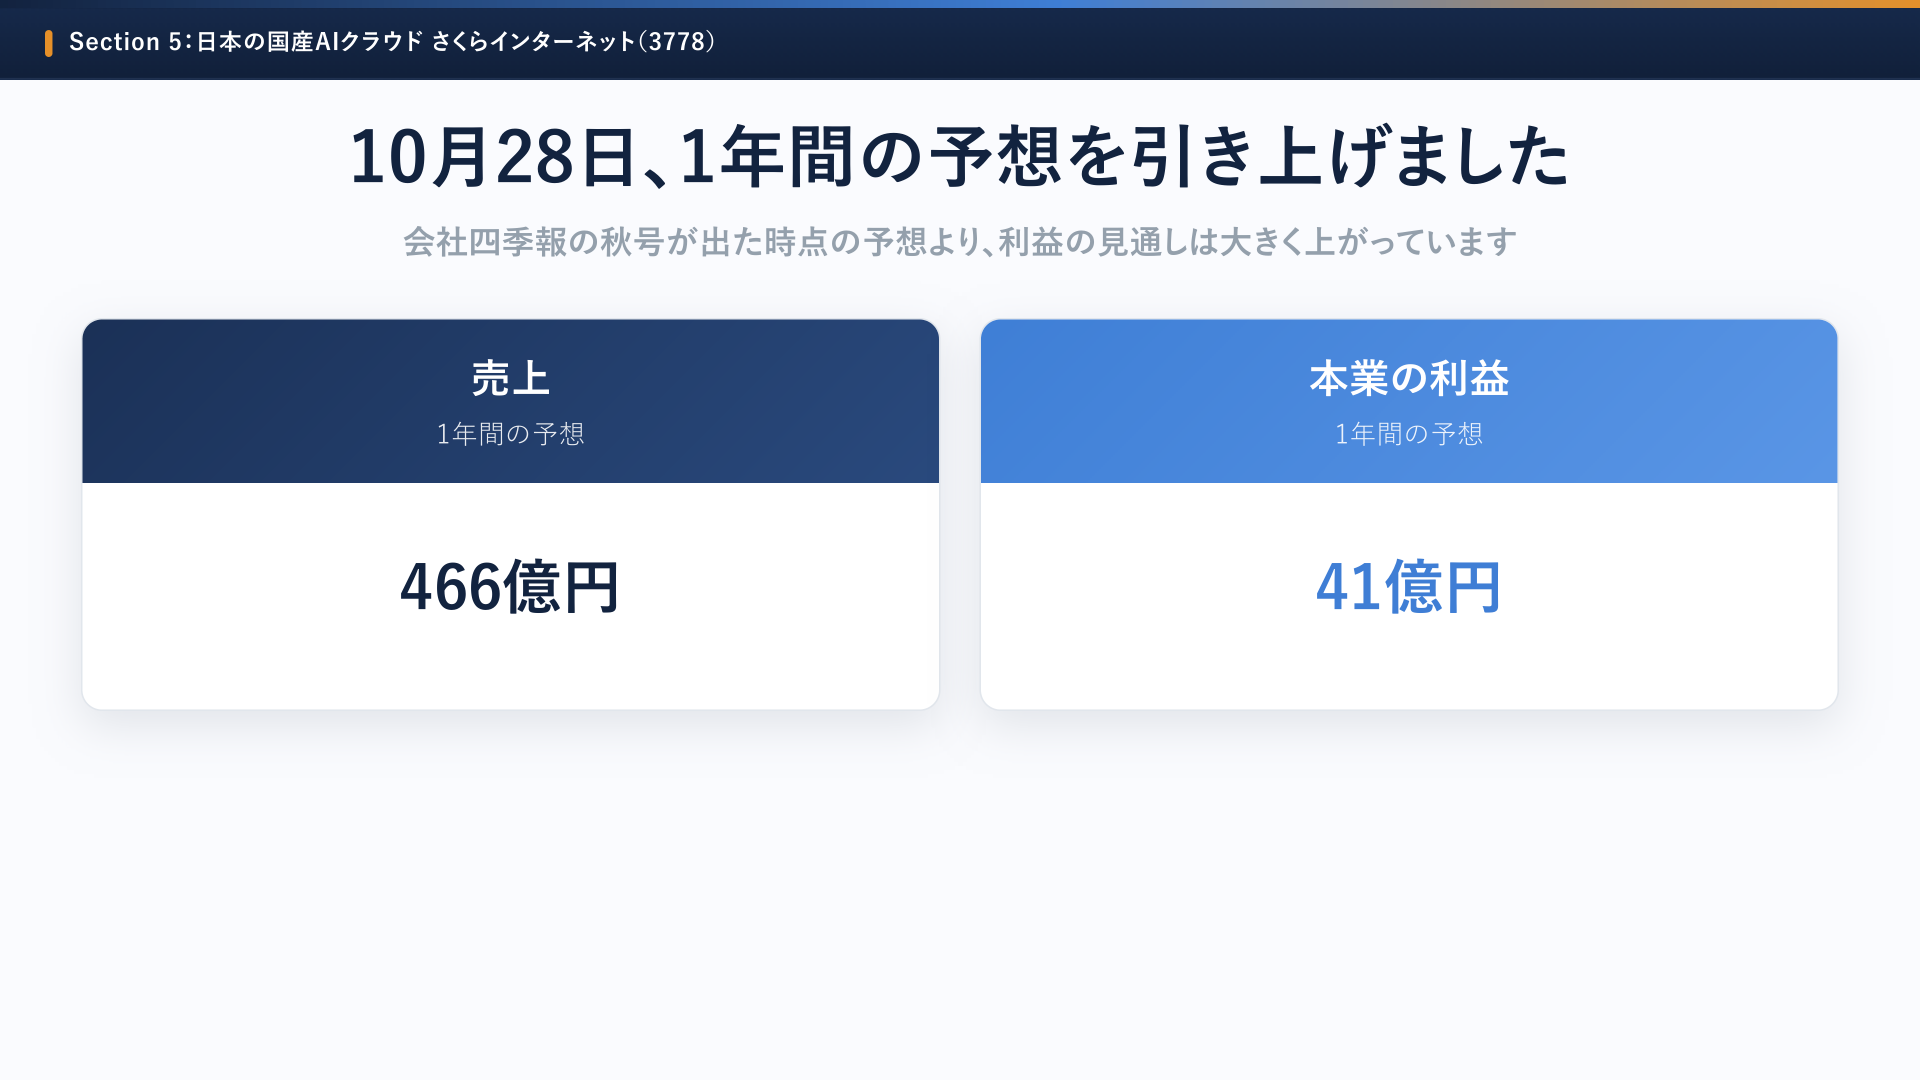 Section 5：日本の国産AIクラウド さくらインターネット（3778）
10月28日、1年間の予想を引き上げました
会社四季報の秋号が出た時点の予想より、利益の見通しは大きく上がっています
売上
1年間の予想
466億円
本業の利益
1年間の予想
41億円